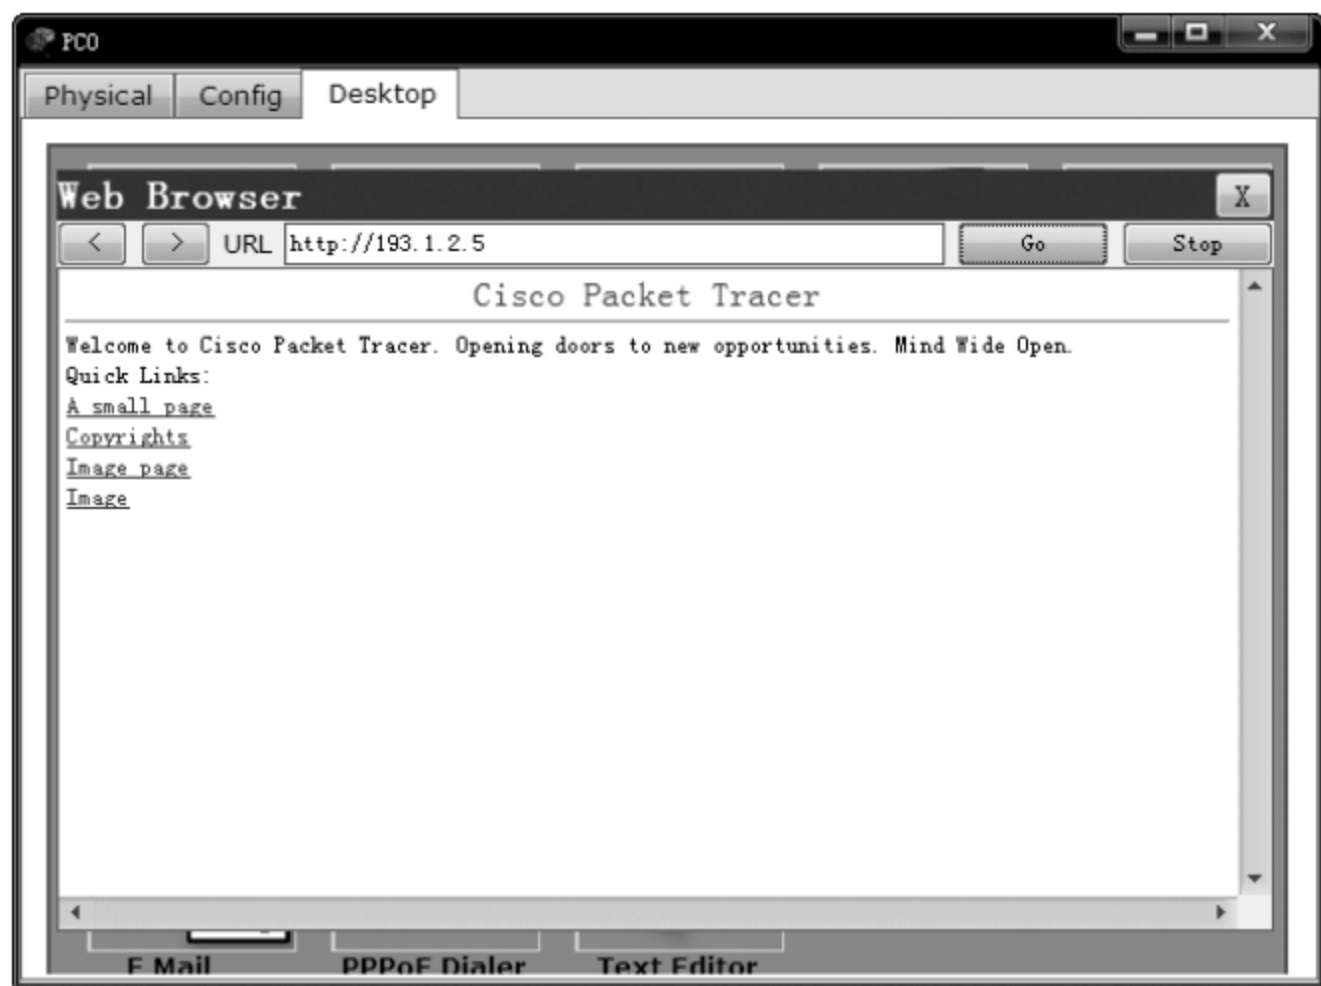 PC0
Physical Config Desktop
Web Browser X
< > URL http://193.1.2.5 Go Stop
Cisco Packet Tracer
Welcome to Cisco Packet Tracer. Opening doors to new opportunities. Mind Wide Open.
Quick Links:
A small page
Copyrights
Image page
Image
E Mail PPPoE Dialer Text Editor